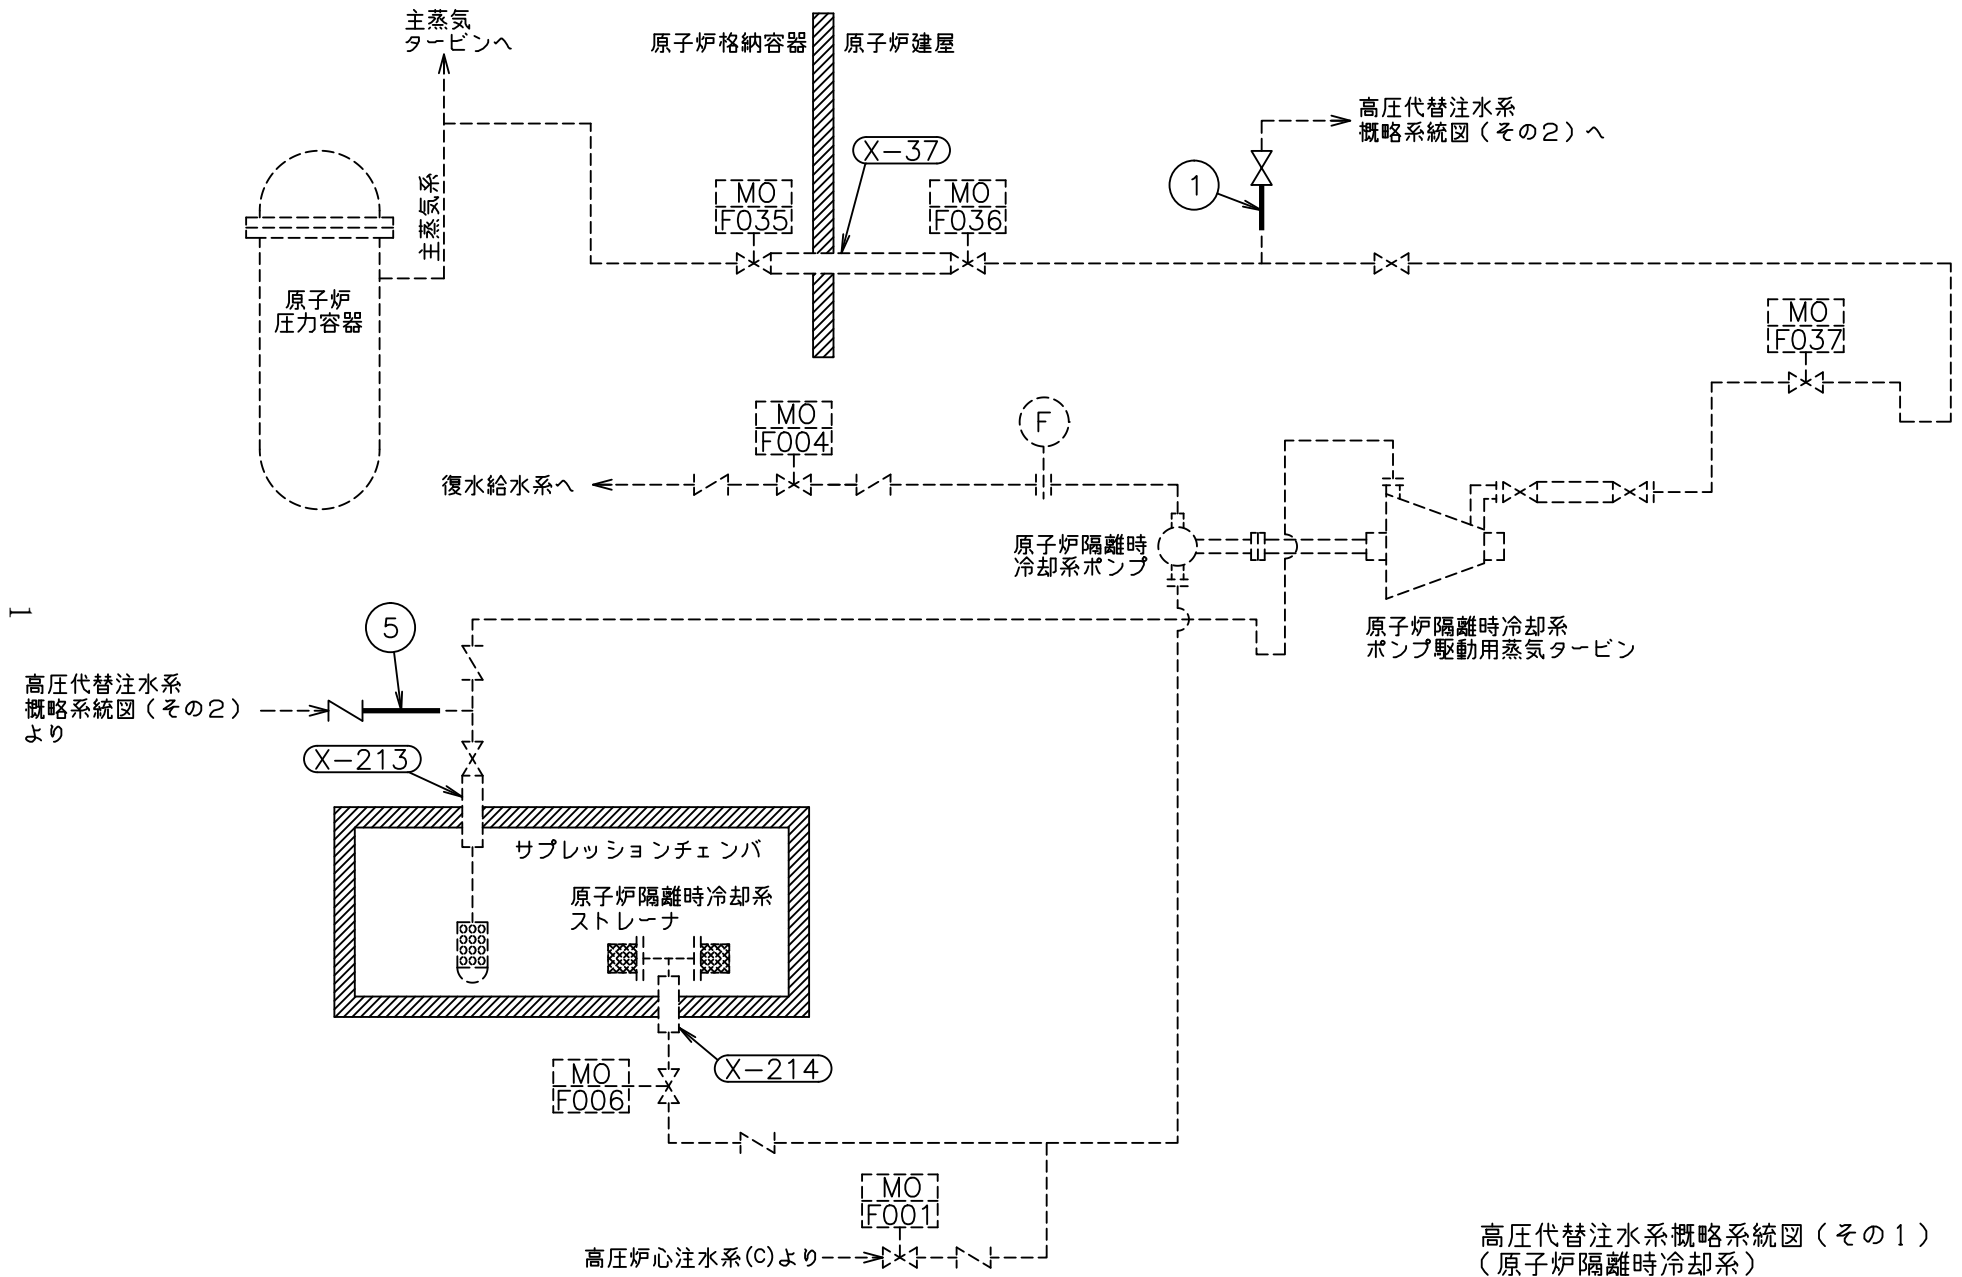 主蒸気
タービンへ
原子炉格納容器
原子炉建屋
X-37
高圧代替注水系
概略系統図（その２）へ
1
MO
F035
MO
F036
主蒸気系
原子炉
圧力容器
MO
F037
MO
F004
F
復水給水系へ
原子炉隔離時
冷却系ポンプ
原子炉隔離時冷却系
ポンプ駆動用蒸気タービン
1
5
高圧代替注水系
概略系統図（その２）
より
X-213
サプレッションチェンバ
原子炉隔離時冷却系
ストレーナ
X-214
MO
F006
MO
F001
高圧炉心注水系(C)より
高圧代替注水系概略系統図（その１）
（原子炉隔離時冷却系）